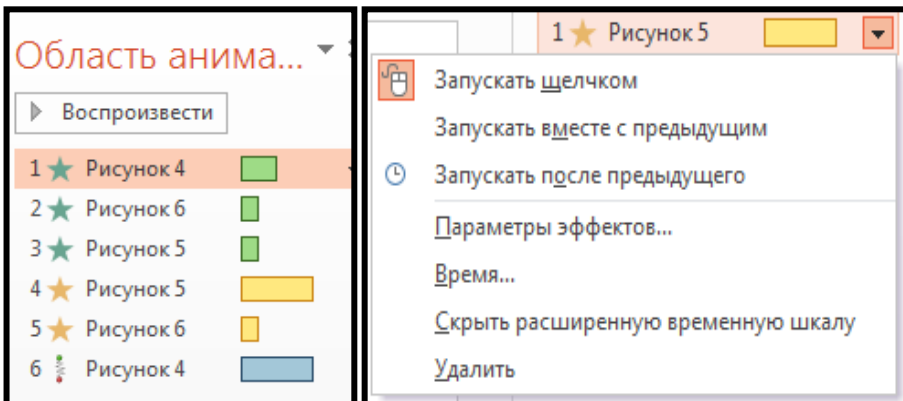 Область анима...
Воспроизвести
1 Рисунок 4
2 Рисунок 6
3 Рисунок 5
4 Рисунок 5
5 Рисунок 6
6 Рисунок 4
1 Рисунок 5
Запускать щелчком
Запускать вместе с предыдущим
Запускать после предыдущего
Параметры эффектов...
Время...
Скрыть расширенную временную шкалу
Удалить